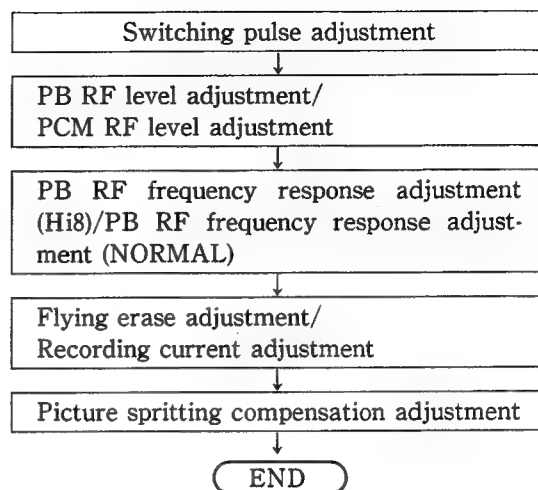 Switching pulse adjustment
PB RF level adjustment/
PCM RF level adjustment
PB RF frequency response adjustment
(Hi8)/PB RF frequency response adjust-
ment (NORMAL)
Flying erase adjustment/
Recording current adjustment
Picture spritting compensation adjustment
END